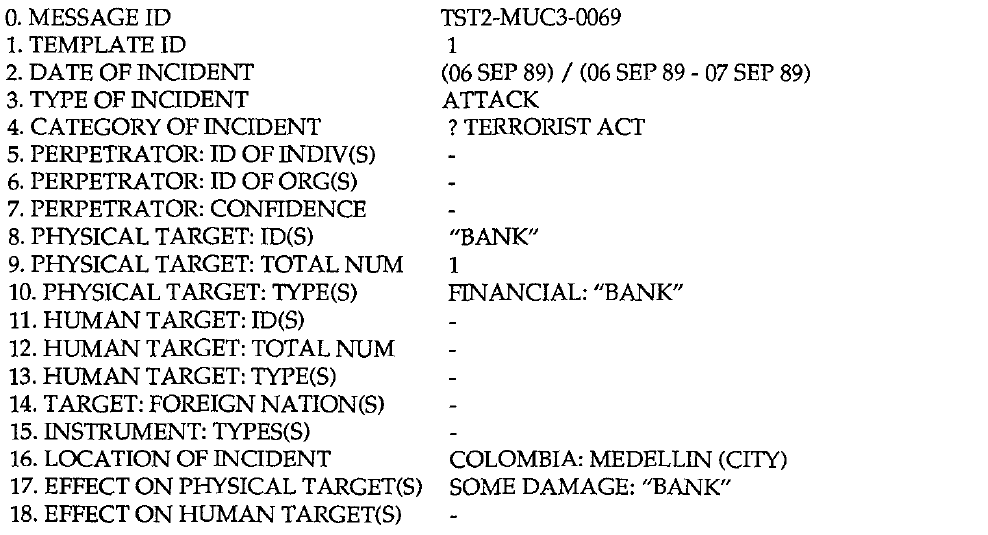 0. MESSAGE ID TST2-MUC3-0069
1. TEMPLATE ID 1
2. DATE OF INCIDENT (06 SEP 89) / (06 SEP 89 - 07 SEP 89)
3. TYPE OF INCIDENT ATTACK
4. CATEGORY OF INCIDENT ? TERRORIST ACT
5. PERPETRATOR: ID OF INDIV(S) -
6. PERPETRATOR: ID OF ORG(S) -
7. PERPETRATOR: CONFIDENCE -
8. PHYSICAL TARGET: ID(S) "BANK"
9. PHYSICAL TARGET: TOTAL NUM 1
10. PHYSICAL TARGET: TYPE(S) FINANCIAL: "BANK"
11. HUMAN TARGET: ID(S) -
12. HUMAN TARGET: TOTAL NUM -
13. HUMAN TARGET: TYPE(S) -
14. TARGET: FOREIGN NATION(S) -
15. INSTRUMENT: TYPES(S) -
16. LOCATION OF INCIDENT COLOMBIA: MEDELLIN (CITY)
17. EFFECT ON PHYSICAL TARGET(S) SOME DAMAGE: "BANK"
18. EFFECT ON HUMAN TARGET(S) -